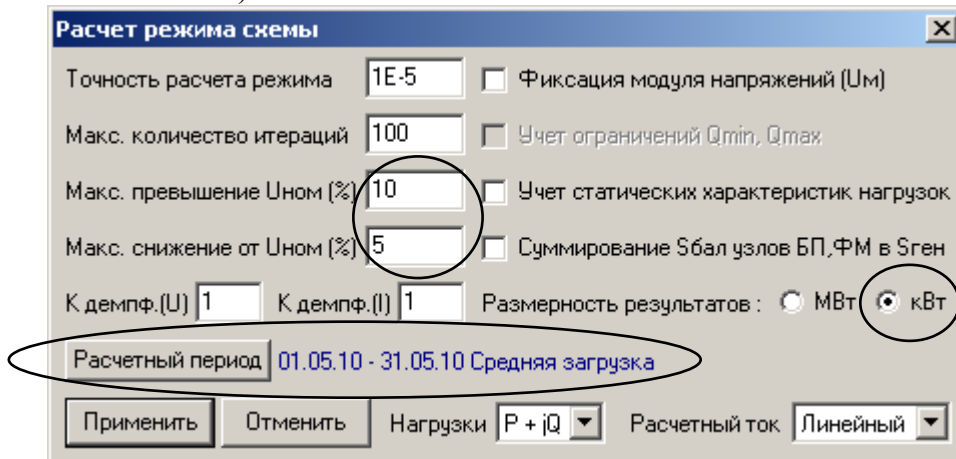 Расчет режима схемы
Точность расчета режима 1E-5 Фиксация модуля напряжений (Uм)
Макс. количество итераций 100 Учет ограничений Qmin, Qmax
Макс. превышение Uном (%) 10 Учет статических характеристик нагрузок
Макс. снижение от Uном (%) 5 Суммирование Sбал узлов БП,ФМ в Sген
К демпф.(U) 1 К демпф.(I) 1 Размерность результатов : МВт кВт
Расчетный период 01.05.10 - 31.05.10 Средняя загрузка
Применить Отменить Нагрузки P + jQ Расчетный ток Линейный